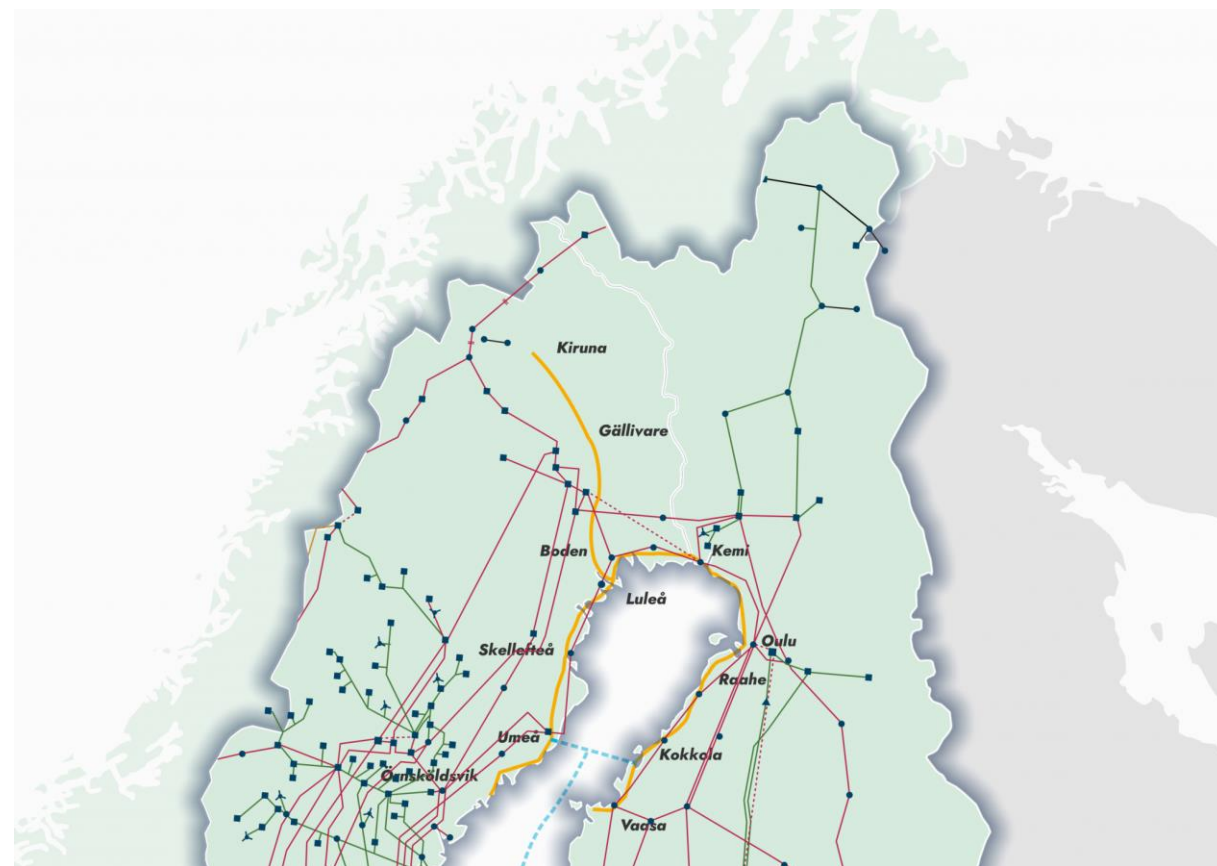 Kiruna
Gällivare
Boden
Kemi
Luleå
Skellefteå
Oulu
Raahe
Umeå
Kokkola
Örnsköldsvik
Vaasa